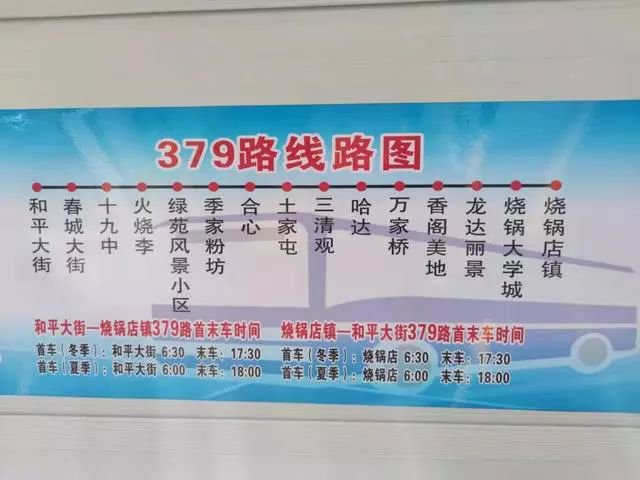 379路线路图
和平大街
春城大街
十九中
火烧李
绿苑风景小区
季家粉坊
合心
土家屯
三清观
哈达
万家桥
香阁美地
龙达丽景
烧锅大学城
烧锅店镇
和平大街—烧锅店镇379路首末车时间
首车(冬季):和平大街 6:30 末车:17:30
首车(夏季):和平大街 6:00 末车:18:00
烧锅店镇—和平大街379路首末车时间
首车(冬季):烧锅店 6:30 末车:17:30
首车(夏季):烧锅店 6:00 末车:18:00